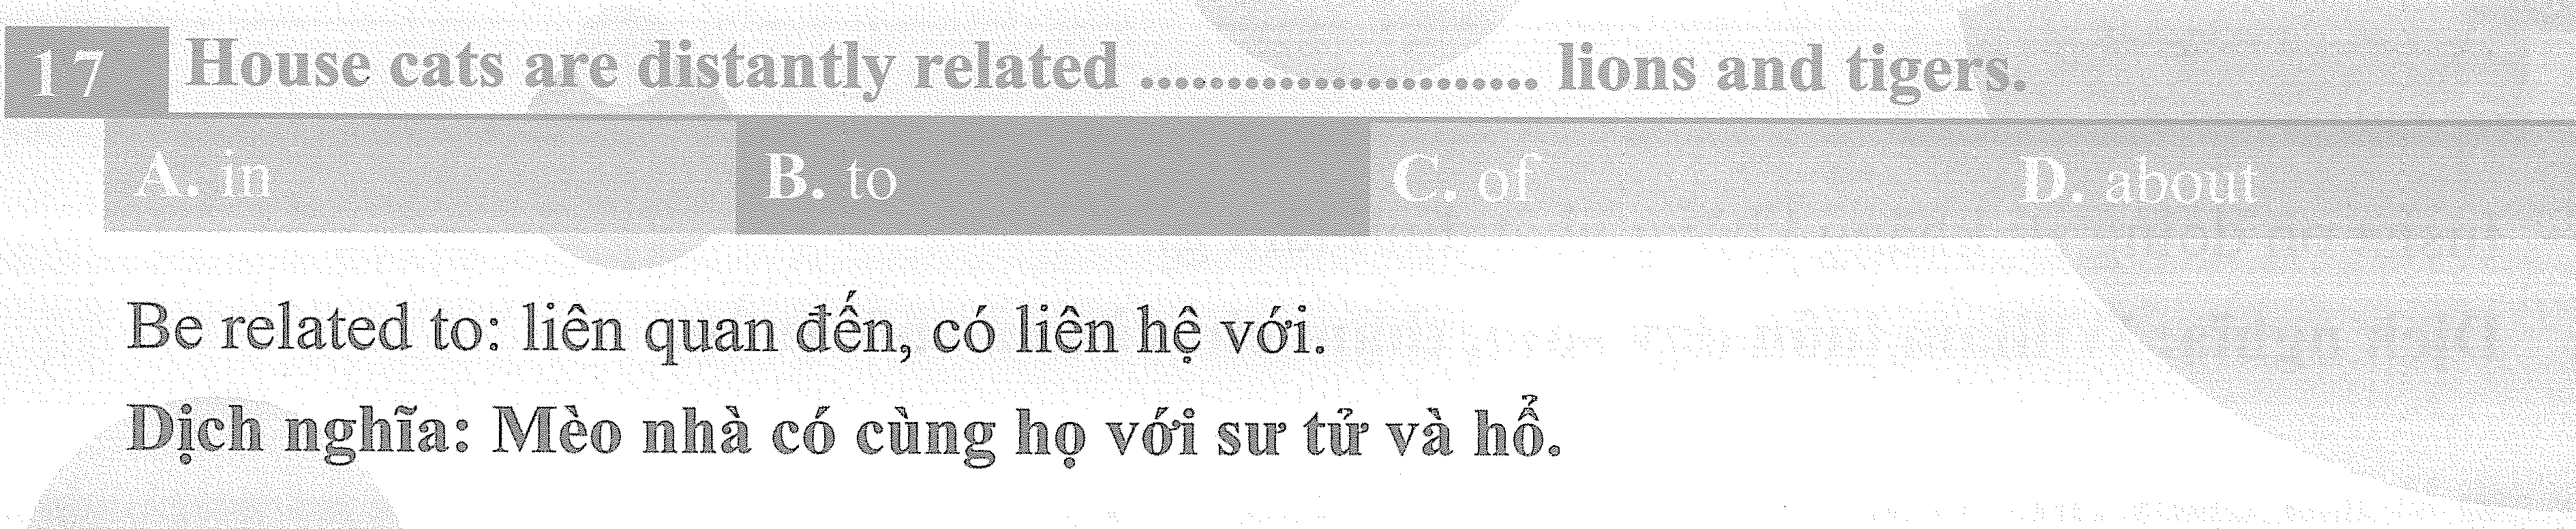 17 House cats are distantly related ........................ lions and tigers.
A. in B. to C. of D. about
Be related to: liên quan đến, có liên hệ với.
Dịch nghĩa: Mèo nhà có cùng họ với sư tử và hổ.